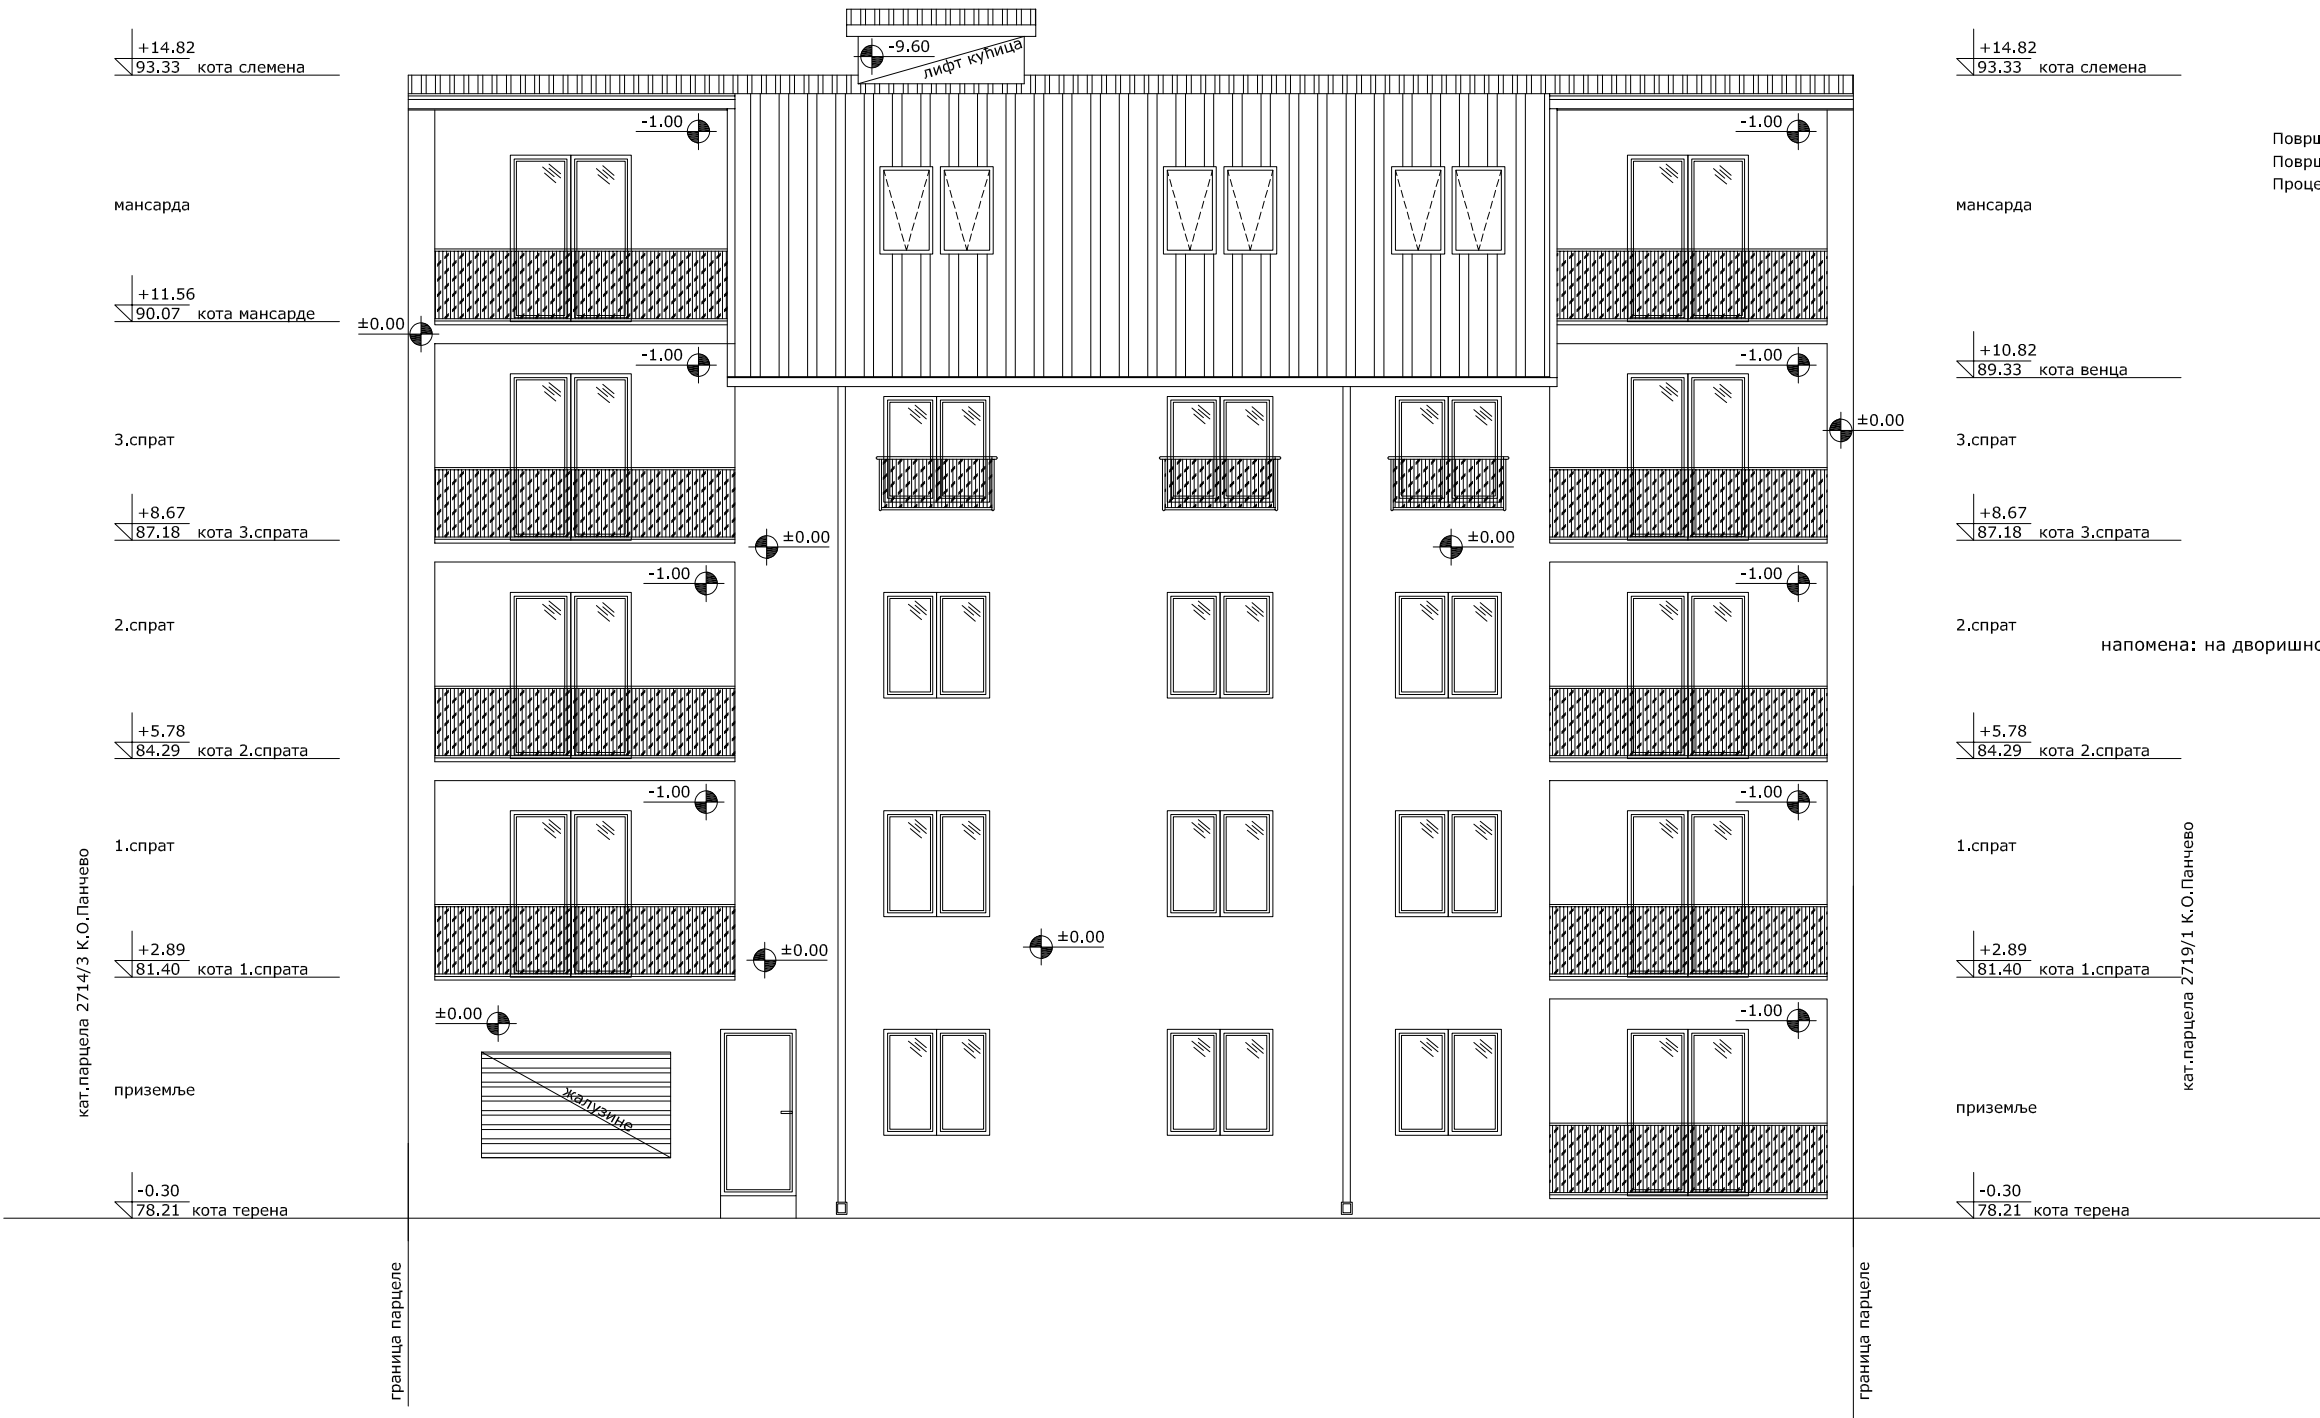 +14.82
93.33 кота слемена
мансарда
+11.56
90.07 кота мансарде
3.спрат
+8.67
87.18 кота 3.спрата
2.спрат
+5.78
84.29 кота 2.спрата
1.спрат
+2.89
81.40 кота 1.спрата
приземље
-0.30
78.21 кота терена
кат.парцела 2714/3 К.О.Панчево
граница парцеле
-9.60
лифт кућица
-1.00
-1.00
±0.00
-1.00
-1.00
±0.00
±0.00
±0.00
-1.00
-1.00
-1.00
-1.00
±0.00
±0.00
±0.00
-1.00
жалузине
+14.82
93.33 кота слемена
мансарда
+10.82
89.33 кота венца
3.спрат
+8.67
87.18 кота 3.спрата
2.спрат
+5.78
84.29 кота 2.спрата
1.спрат
+2.89
81.40 кота 1.спрата
приземље
-0.30
78.21 кота терена
кат.парцела 2719/1 К.О.Панчево
граница парцеле
Површ
Површ
Проце
напомена: на дворишно